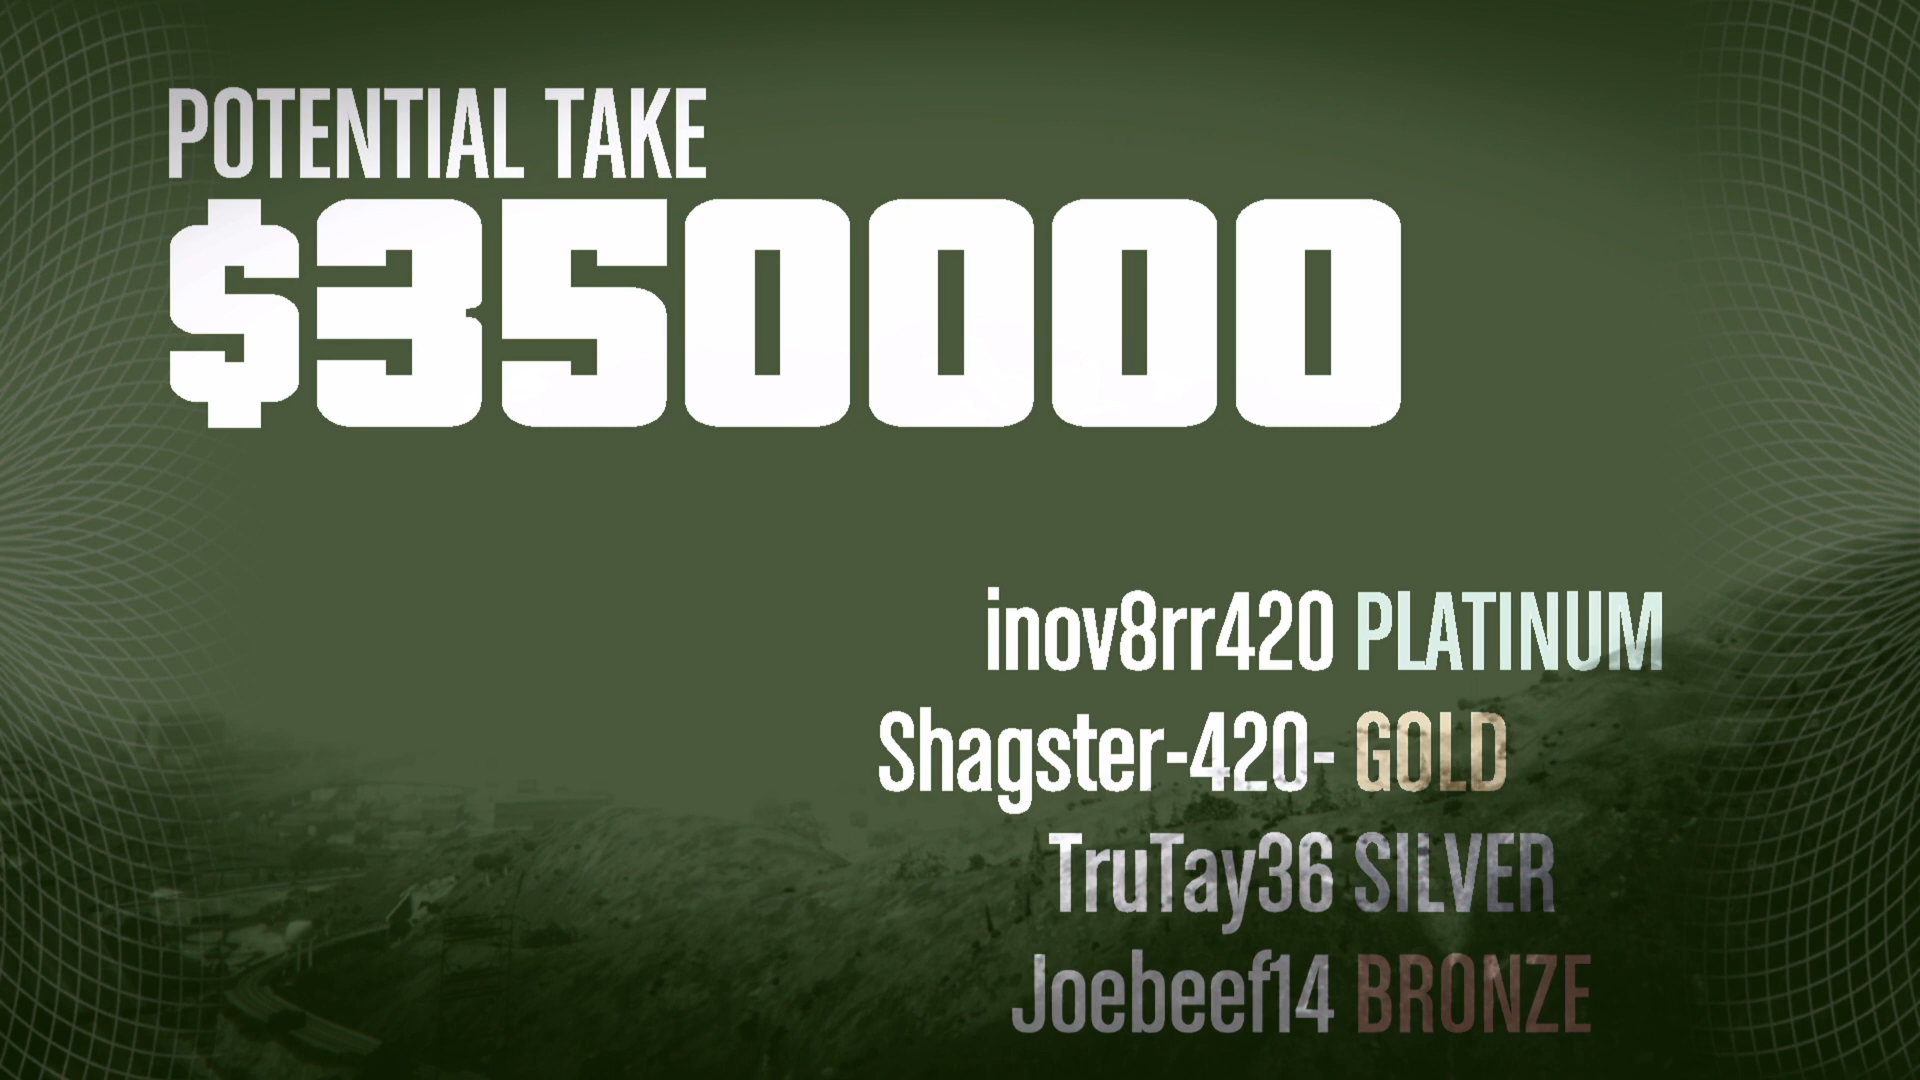 POTENTIAL TAKE
$350000
inov8rr420 PLATINUM
Shagster-420- GOLD
TruTay36 SILVER
Joebeef14 BRONZE